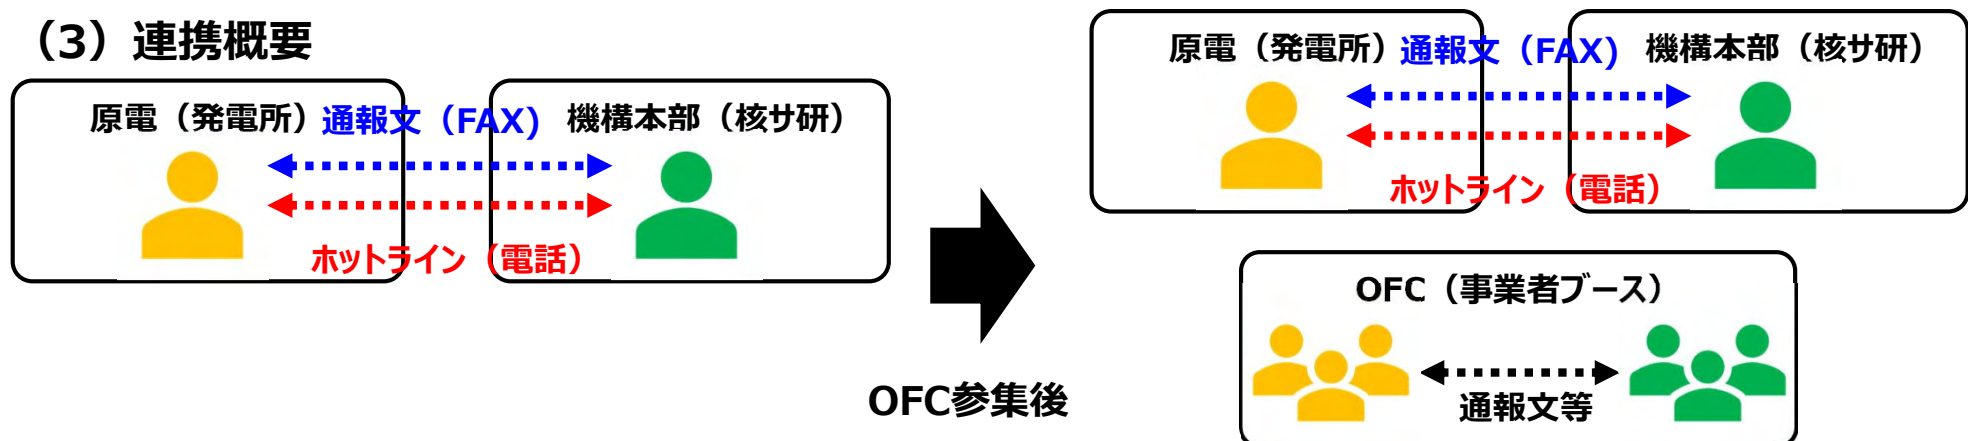 （3）連携概要
原電（発電所）
通報文（FAX）
機構本部（核サ研）
ホットライン（電話）
OFC参集後
原電（発電所）
通報文（FAX）
機構本部（核サ研）
ホットライン（電話）
OFC（事業者ブース）
通報文等